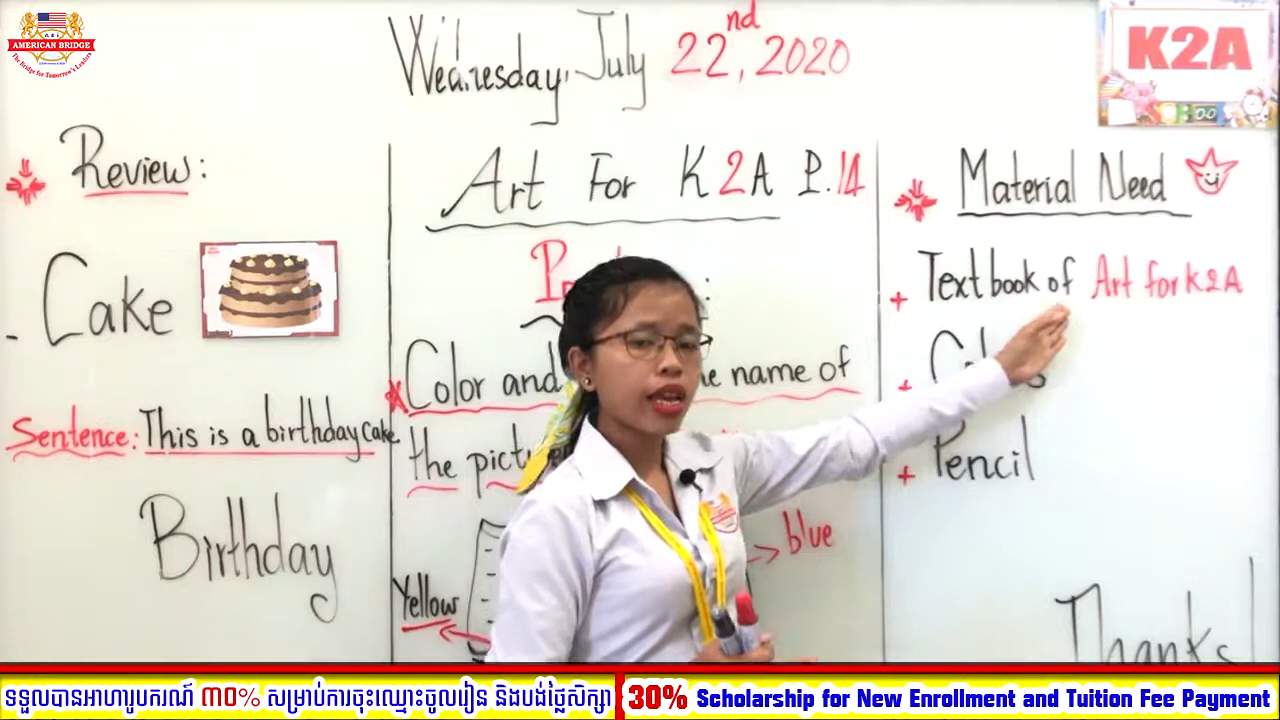 AMERICAN BRIDGE
The Bridge for Tomorrow's Leaders
Wednesday, July 22nd, 2020
K2A
Review:
- Cake
Sentence: This is a birthday cake.
Birthday
Art For K2A P.14
Color and
name of
the
blue
Yellow
Material Need
+ Textbook of Art for K2A
+
+ Pencil
Thanks!
ទទួលបានអាហារូបករណ៍ ៣០% សម្រាប់ការចុះឈ្មោះចូលរៀន និងបង់ថ្លៃសិក្សា
30% Scholarship for New Enrollment and Tuition Fee Payment